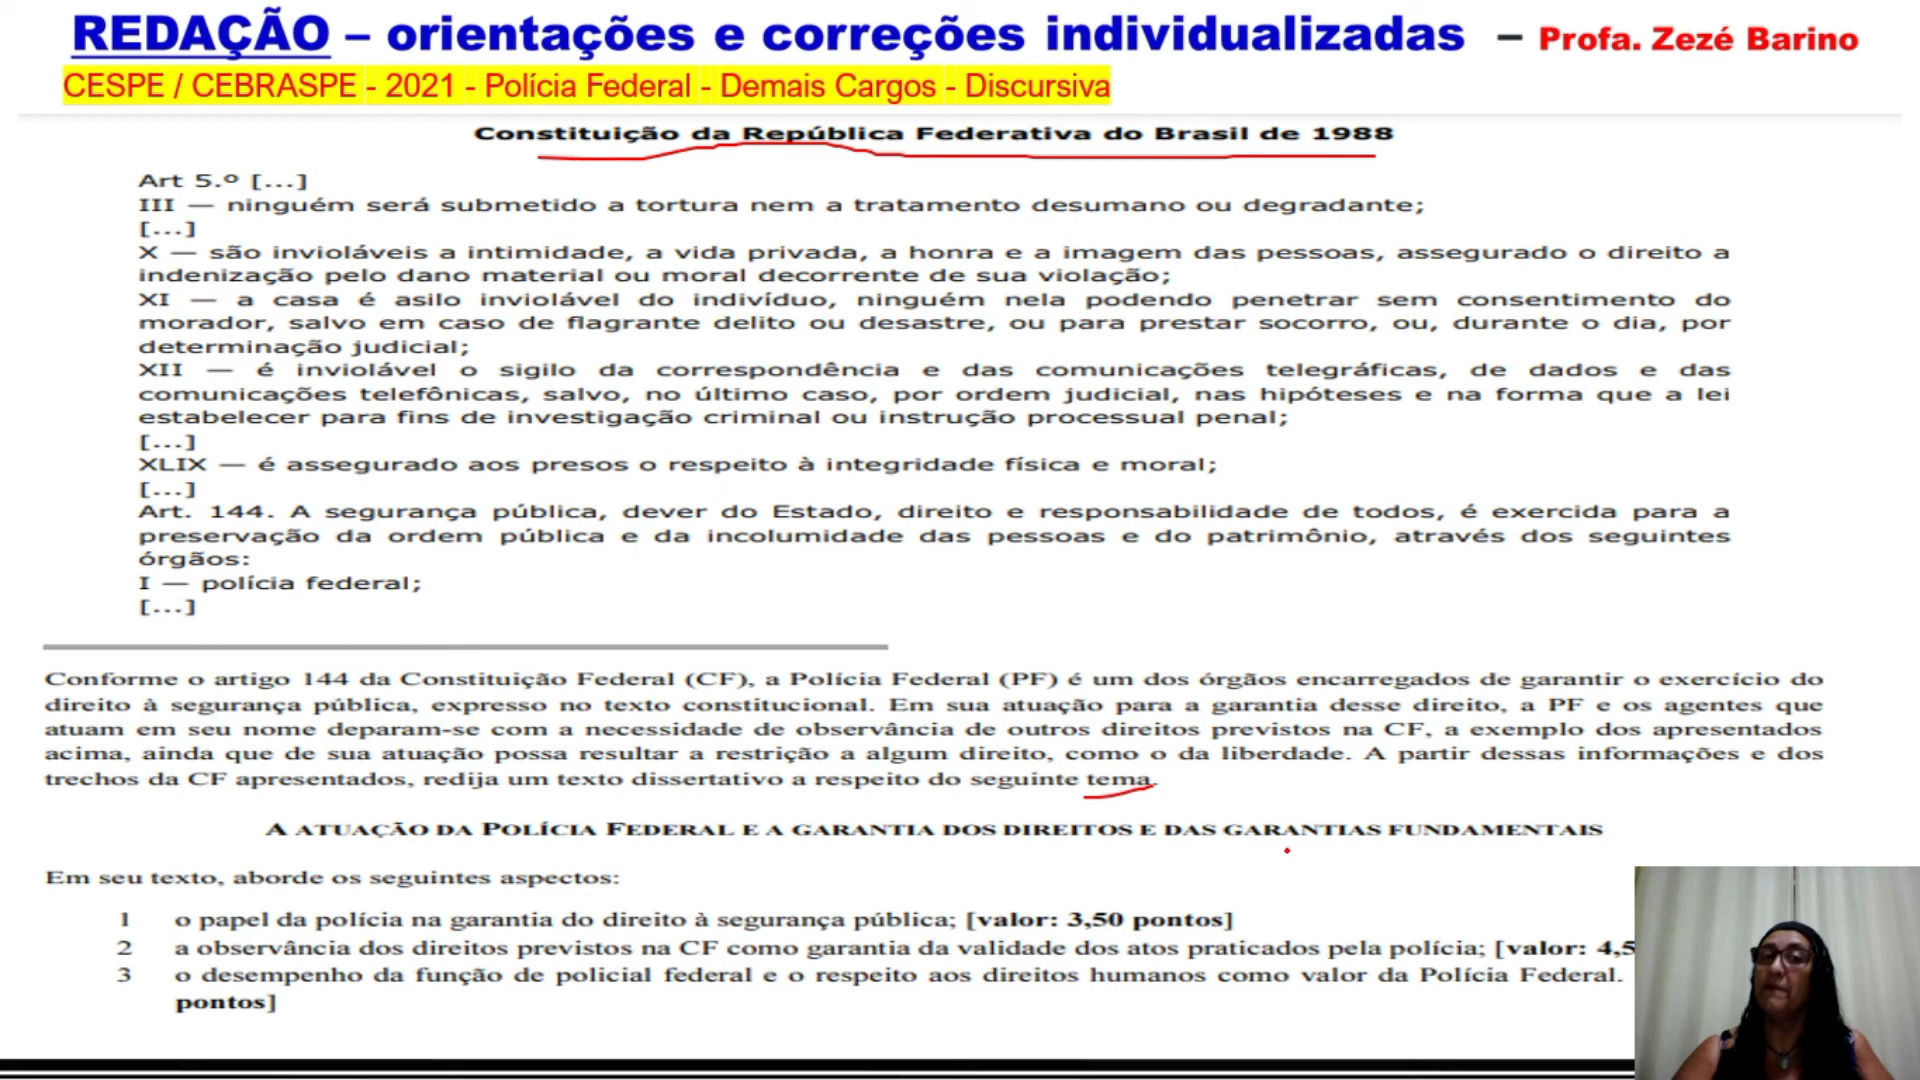 REDAÇÃO – orientações e correções individualizadas – Profa. Zezé Barino
CESPE / CEBRASPE - 2021 - Polícia Federal - Demais Cargos - Discursiva
Constituição da República Federativa do Brasil de 1988
Art 5.º [...]
III — ninguém será submetido a tortura nem a tratamento desumano ou degradante;
[...]
X — são invioláveis a intimidade, a vida privada, a honra e a imagem das pessoas, assegurado o direito a
indenização pelo dano material ou moral decorrente de sua violação;
XI — a casa é asilo inviolável do indivíduo, ninguém nela podendo penetrar sem consentimento do
morador, salvo em caso de flagrante delito ou desastre, ou para prestar socorro, ou, durante o dia, por
determinação judicial;
XII — é inviolável o sigilo da correspondência e das comunicações telegráficas, de dados e das
comunicações telefônicas, salvo, no último caso, por ordem judicial, nas hipóteses e na forma que a lei
estabelecer para fins de investigação criminal ou instrução processual penal;
[...]
XLIX — é assegurado aos presos o respeito à integridade física e moral;
[...]
Art. 144. A segurança pública, dever do Estado, direito e responsabilidade de todos, é exercida para a
preservação da ordem pública e da incolumidade das pessoas e do patrimônio, através dos seguintes
órgãos:
I — polícia federal;
[...]
Conforme o artigo 144 da Constituição Federal (CF), a Polícia Federal (PF) é um dos órgãos encarregados de garantir o exercício do
direito à segurança pública, expresso no texto constitucional. Em sua atuação para a garantia desse direito, a PF e os agentes que
atuam em seu nome deparam-se com a necessidade de observância de outros direitos previstos na CF, a exemplo dos apresentados
acima, ainda que de sua atuação possa resultar a restrição a algum direito, como o da liberdade. A partir dessas informações e dos
trechos da CF apresentados, redija um texto dissertativo a respeito do seguinte tema.
A ATUAÇÃO DA POLÍCIA FEDERAL E A GARANTIA DOS DIREITOS E DAS GARANTIAS FUNDAMENTAIS
Em seu texto, aborde os seguintes aspectos:
1 o papel da polícia na garantia do direito à segurança pública; [valor: 3,50 pontos]
2 a observância dos direitos previstos na CF como garantia da validade dos atos praticados pela polícia; [valor: 4,5
3 o desempenho da função de policial federal e o respeito aos direitos humanos como valor da Polícia Federal.
pontos]